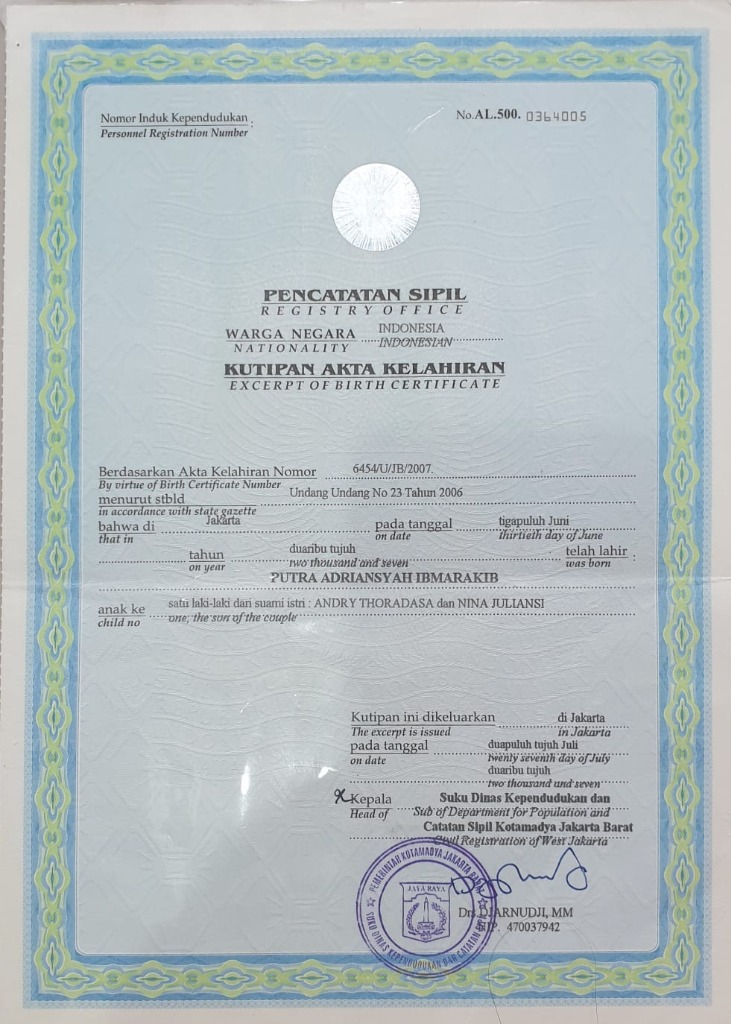 Nomor Induk Kependudukan :
Personnel Registration Number
No.AL.500. 0364005
PENCATATAN SIPIL
REGISTRY OFFICE
WARGA NEGARA INDONESIA
NATIONALITY INDONESIAN
KUTIPAN AKTA KELAHIRAN
EXCERPT OF BIRTH CERTIFICATE
Berdasarkan Akta Kelahiran Nomor 6454/U/JB/2007.
By virtue of Birth Certificate Number
menurut stbld Undang Undang No 23 Tahun 2006
in accordance with state gazette
bahwa di Jakarta pada tanggal tigapuluh Juni
that in on date thirtieth day of June
tahun duaribu tujuh telah lahir :
on year two thousand and seven was born
PUTRA ADRIANSYAH IBMARAKIB
anak ke satu laki-laki dari suami istri : ANDRY THORADASA dan NINA JULIANSI
child no one, the son of the couple
Kutipan ini dikeluarkan di Jakarta
The excerpt is issued in Jakarta
pada tanggal duapuluh tujuh Juli
on date twenty seventh day of July
duaribu tujuh
two thousand and seven
Kepala Suku Dinas Kependudukan dan
Head of Sub of Department for Population and
Catatan Sipil Kotamadya Jakarta Barat
Civil Registration of West Jakarta
PEMERINTAH KOTAMADYA JAKARTA BARAT
JAYA RAYA
SUKU DINAS KEPENDUDUKAN DAN CATATAN SIPIL
Drs. DJARNUDJI, MM
NIP. 470037942